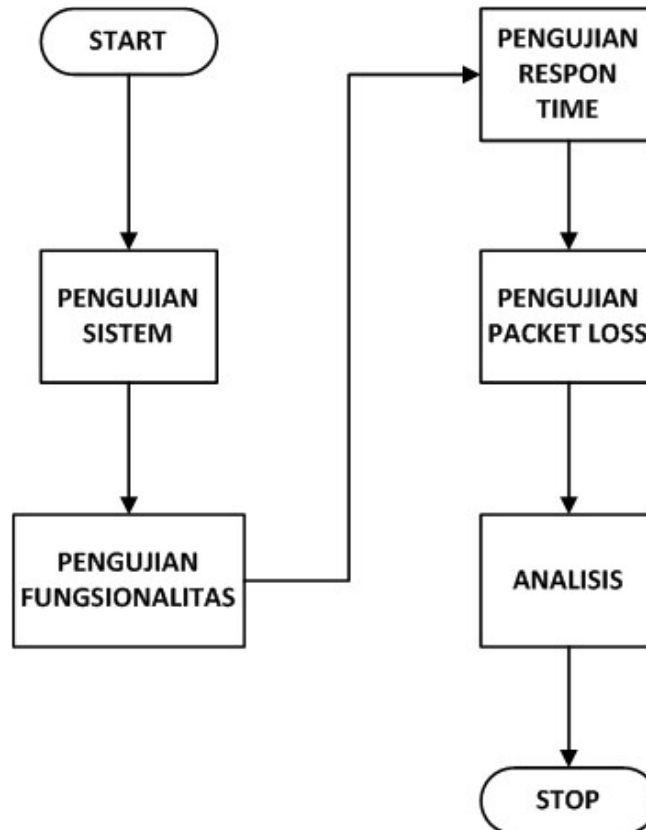 START
PENGUJIAN
SISTEM
PENGUJIAN
FUNGSIONALITAS
PENGUJIAN
RESPON
TIME
PENGUJIAN
PACKET LOSS
ANALISIS
STOP